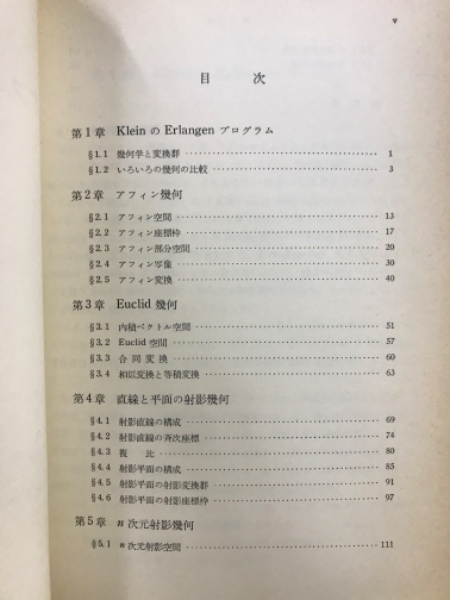 v
目 次
第1章 Klein の Erlangen プログラム
§1.1 幾何学と変換群 1
§1.2 いろいろの幾何の比較 3
第2章 アフィン幾何
§2.1 アフィン空間 13
§2.2 アフィン座標枠 17
§2.3 アフィン部分空間 20
§2.4 アフィン写像 30
§2.5 アフィン変換 40
第3章 Euclid 幾何
§3.1 内積ベクトル空間 51
§3.2 Euclid 空間 57
§3.3 合同変換 60
§3.4 相似変換と等積変換 63
第4章 直線と平面の射影幾何
§4.1 射影直線の構成 69
§4.2 射影直線の斉次座標 74
§4.3 複比 80
§4.4 射影平面の構成 85
§4.5 射影平面の射影変換群 91
§4.6 射影平面の射影座標枠 97
第5章 n 次元射影幾何
§5.1 n 次元射影空間 111